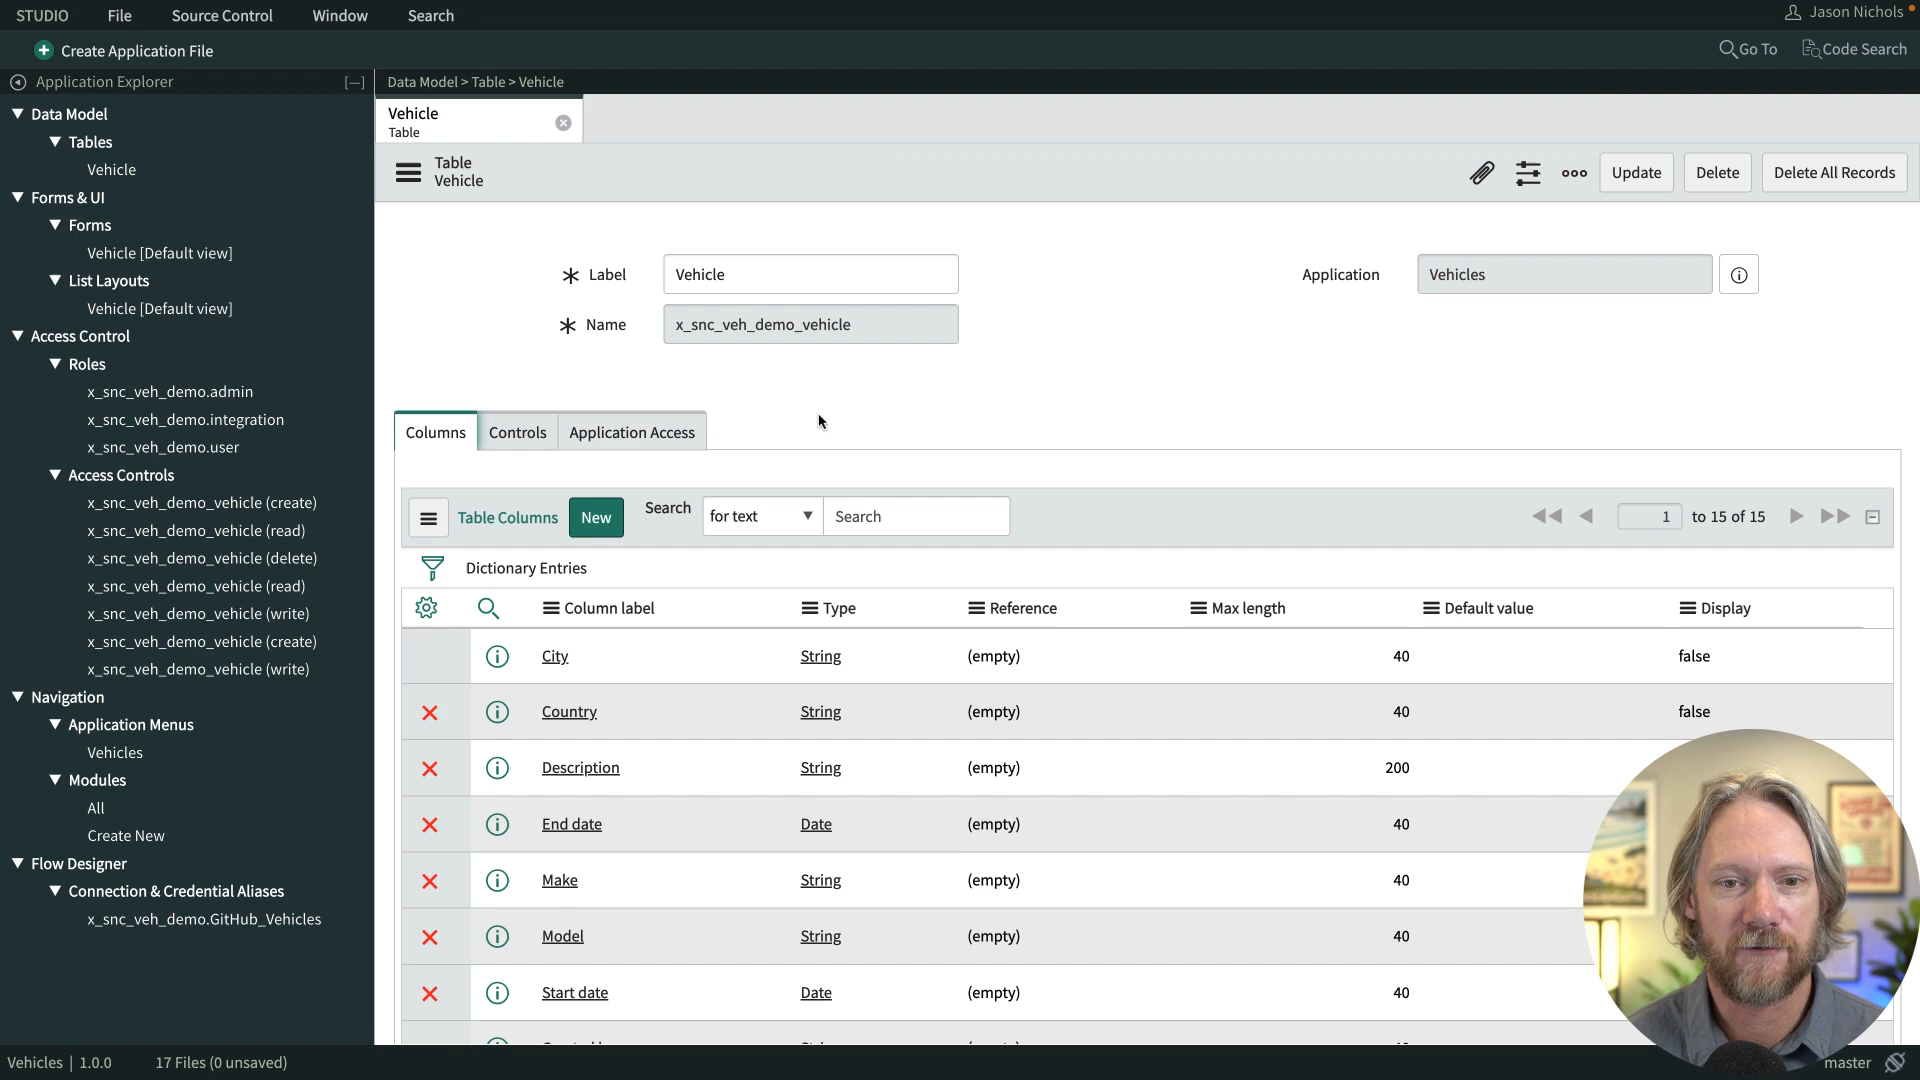 STUDIO File Source Control Window Search Jason Nichols
Create Application File Go To Code Search
Application Explorer [—] Data Model > Table > Vehicle
Data Model
Tables
Vehicle
Forms & UI
Forms
Vehicle [Default view]
List Layouts
Vehicle [Default view]
Access Control
Roles
x_snc_veh_demo.admin
x_snc_veh_demo.integration
x_snc_veh_demo.user
Access Controls
x_snc_veh_demo_vehicle (create)
x_snc_veh_demo_vehicle (read)
x_snc_veh_demo_vehicle (delete)
x_snc_veh_demo_vehicle (read)
x_snc_veh_demo_vehicle (write)
x_snc_veh_demo_vehicle (create)
x_snc_veh_demo_vehicle (write)
Navigation
Application Menus
Vehicles
Modules
All
Create New
Flow Designer
Connection & Credential Aliases
x_snc_veh_demo.GitHub_Vehicles
Vehicle
Table
Table
Vehicle
Update Delete Delete All Records
Label Vehicle Application Vehicles
Name x_snc_veh_demo_vehicle
Columns Controls Application Access
Table Columns New Search for text Search 1 to 15 of 15
Dictionary Entries
Column label Type Reference Max length Default value Display
City String (empty) 40 false
Country String (empty) 40 false
Description String (empty) 200
End date Date (empty) 40
Make String (empty) 40
Model String (empty) 40
Start date Date (empty) 40
Vehicles | 1.0.0 17 Files (0 unsaved) master